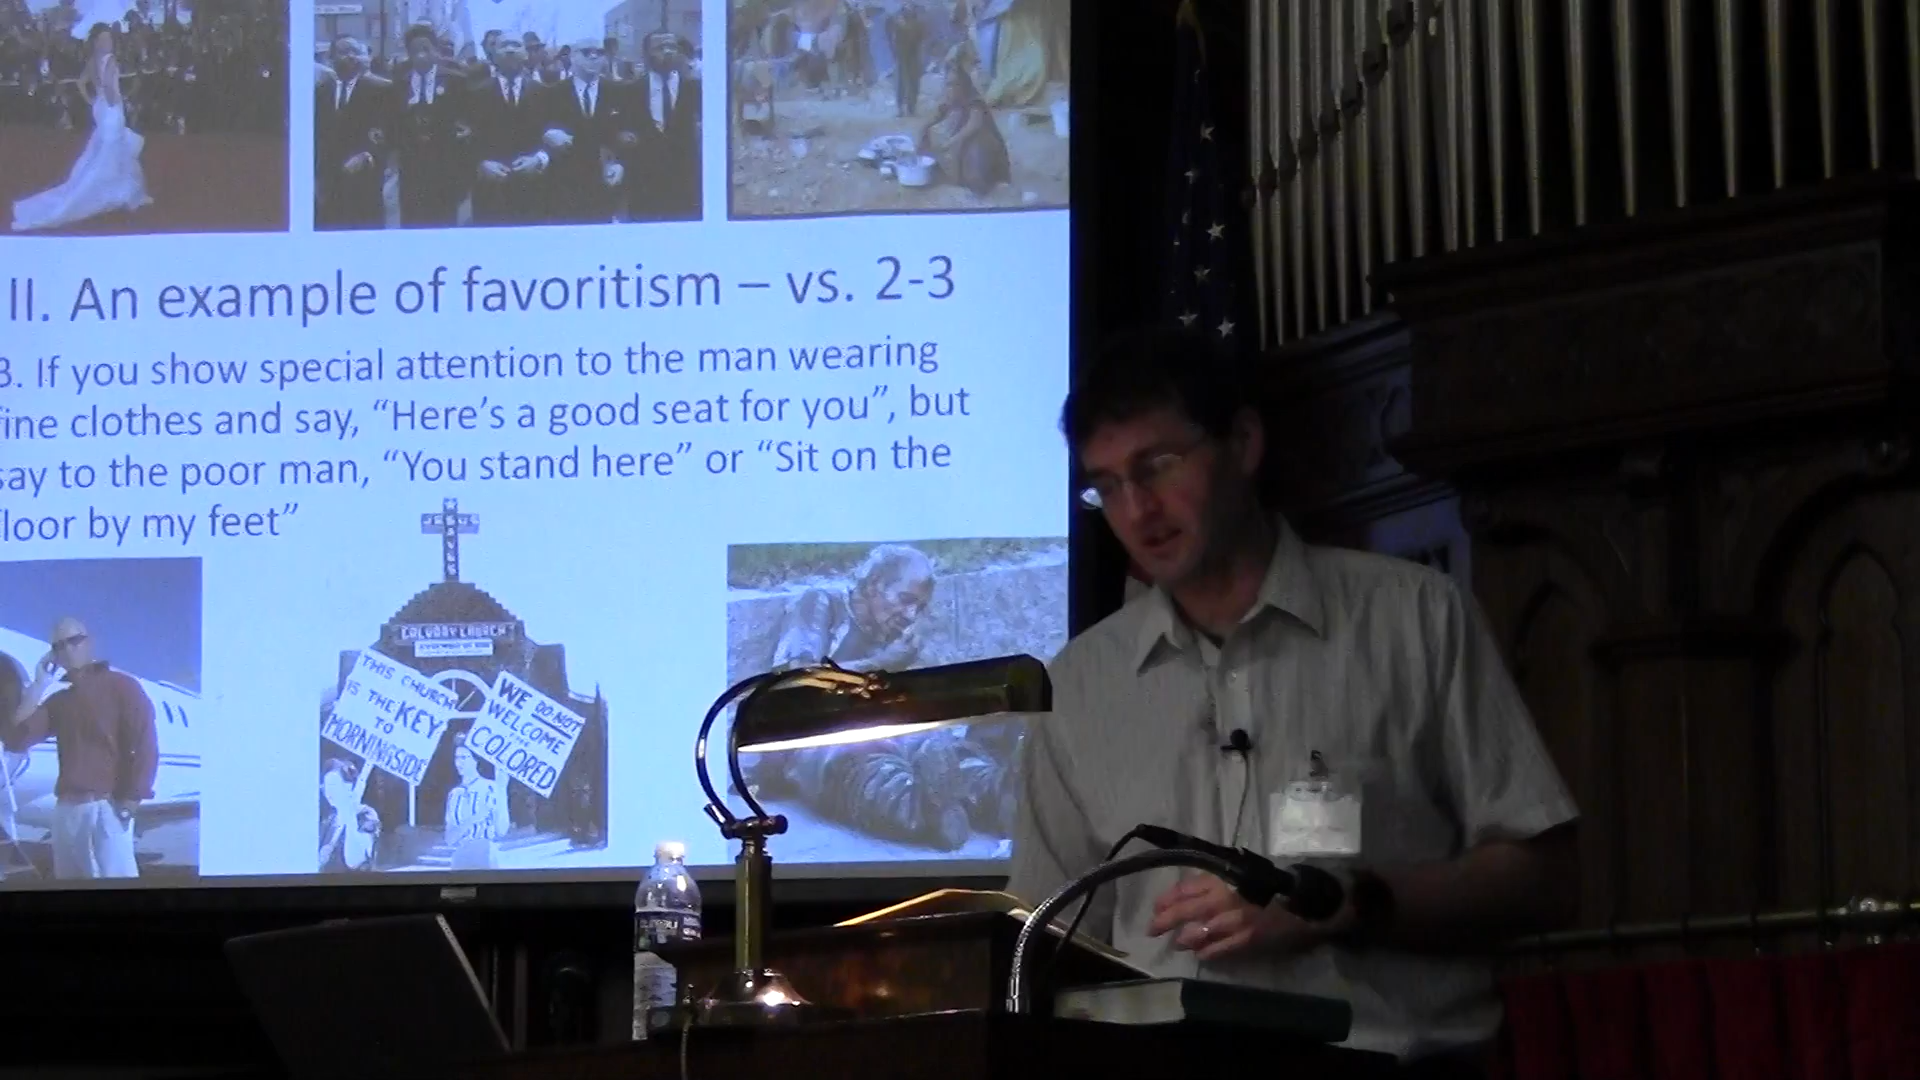 II. An example of favoritism – vs. 2-3
3. If you show special attention to the man wearing
fine clothes and say, “Here’s a good seat for you”, but
say to the poor man, “You stand here” or “Sit on the
floor by my feet”
JESUS
SAVES
CALVARY CHURCH
THIS CHURCH
IS THE KEY
TO
MORNINGSIDE
WE DO NOT
WELCOME
THE
COLORED